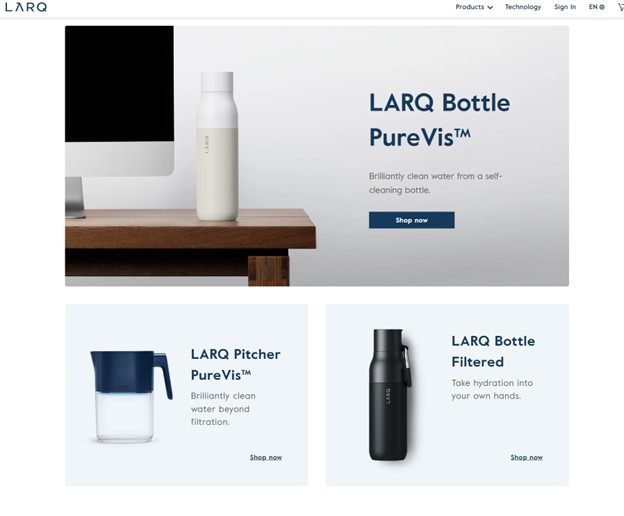 LARQ
Products Technology Sign In EN
LARQ Bottle
PureVis™
Brilliantly clean water from a self-
cleaning bottle.
Shop now
LARQ
LARQ Pitcher
PureVis™
Brilliantly clean
water beyond
filtration.
Shop now
LARQ Bottle
Filtered
Take hydration into
your own hands.
Shop now
LARQ